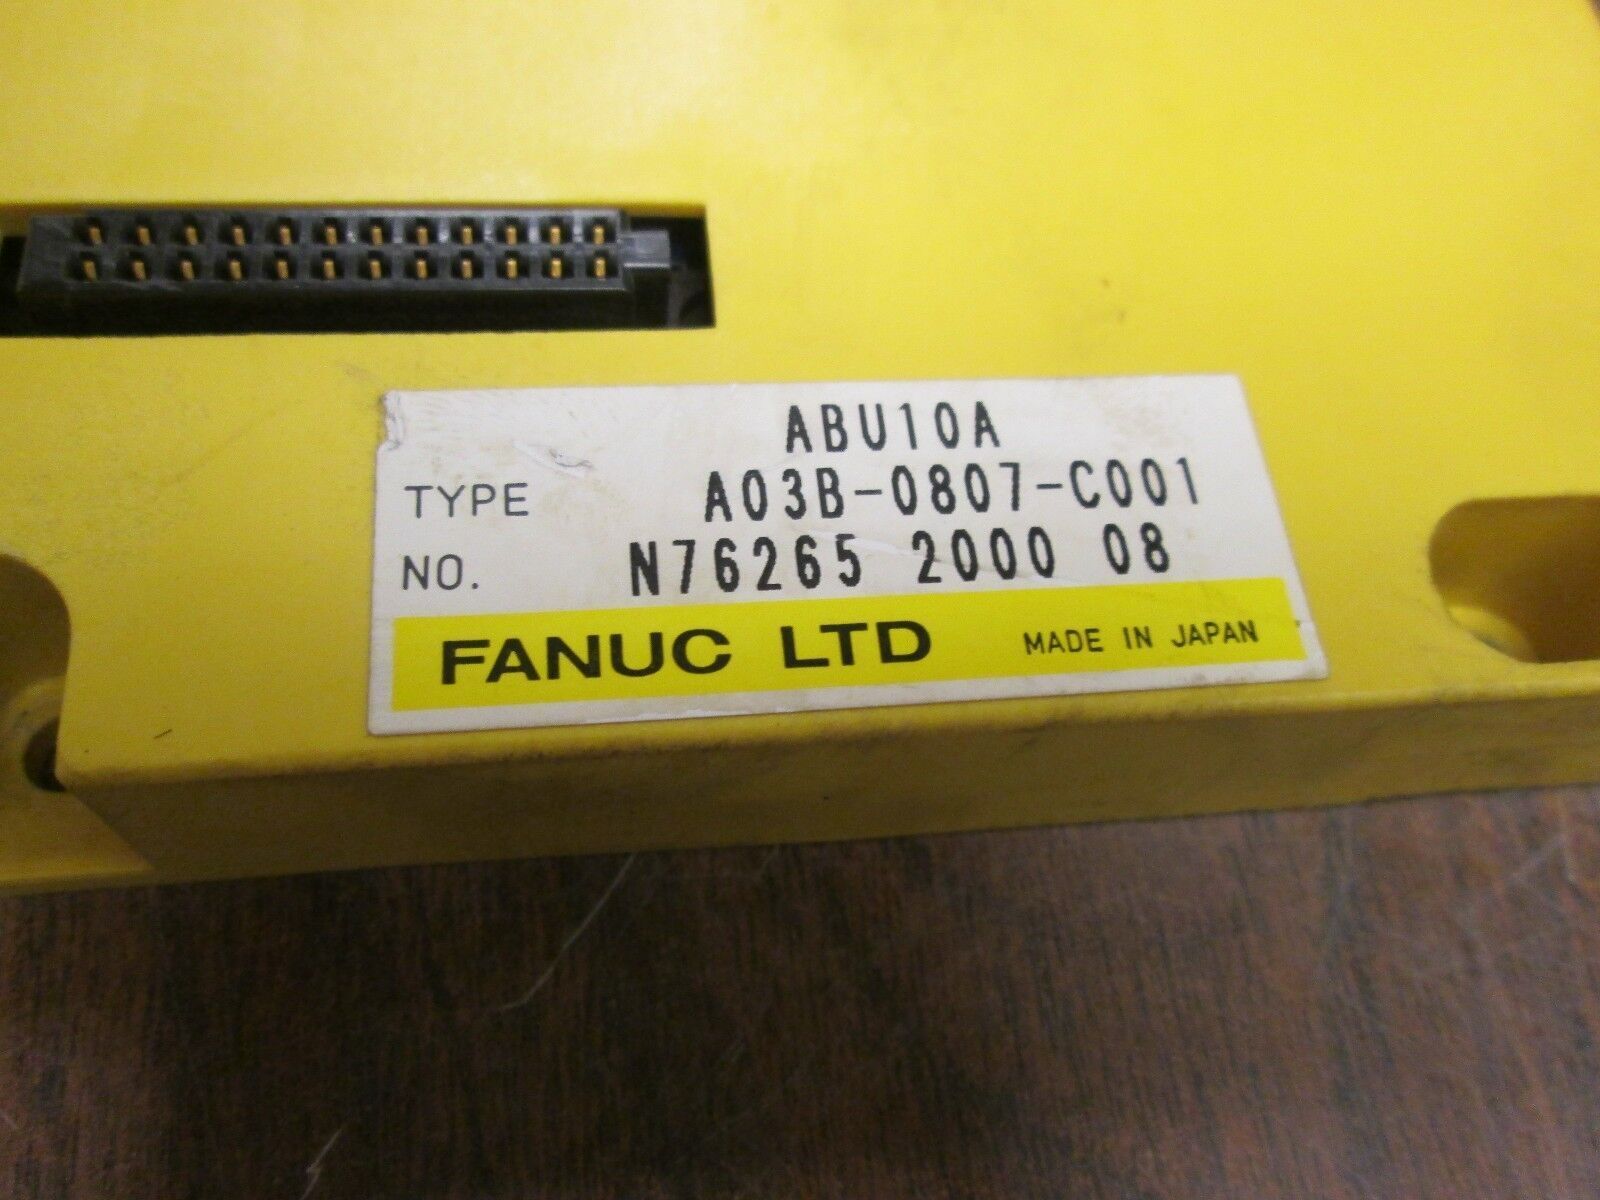 ABU10A
TYPE A03B-0807-C001
NO. N76265 2000 08
FANUC LTD MADE IN JAPAN